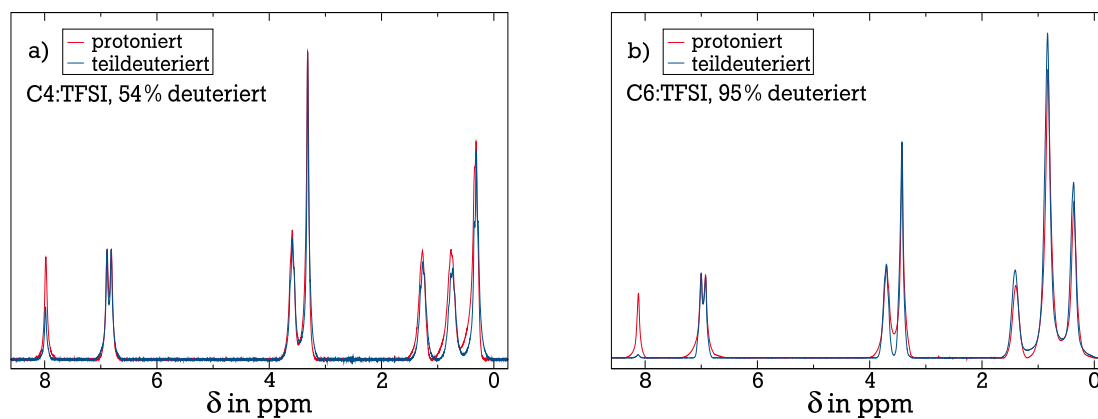 a)
protoniert
teildeuteriert
C4:TFSI, 54% deuteriert
8 6 4 2 0
δ in ppm
b)
protoniert
teildeuteriert
C6:TFSI, 95% deuteriert
8 6 4 2 0
δ in ppm